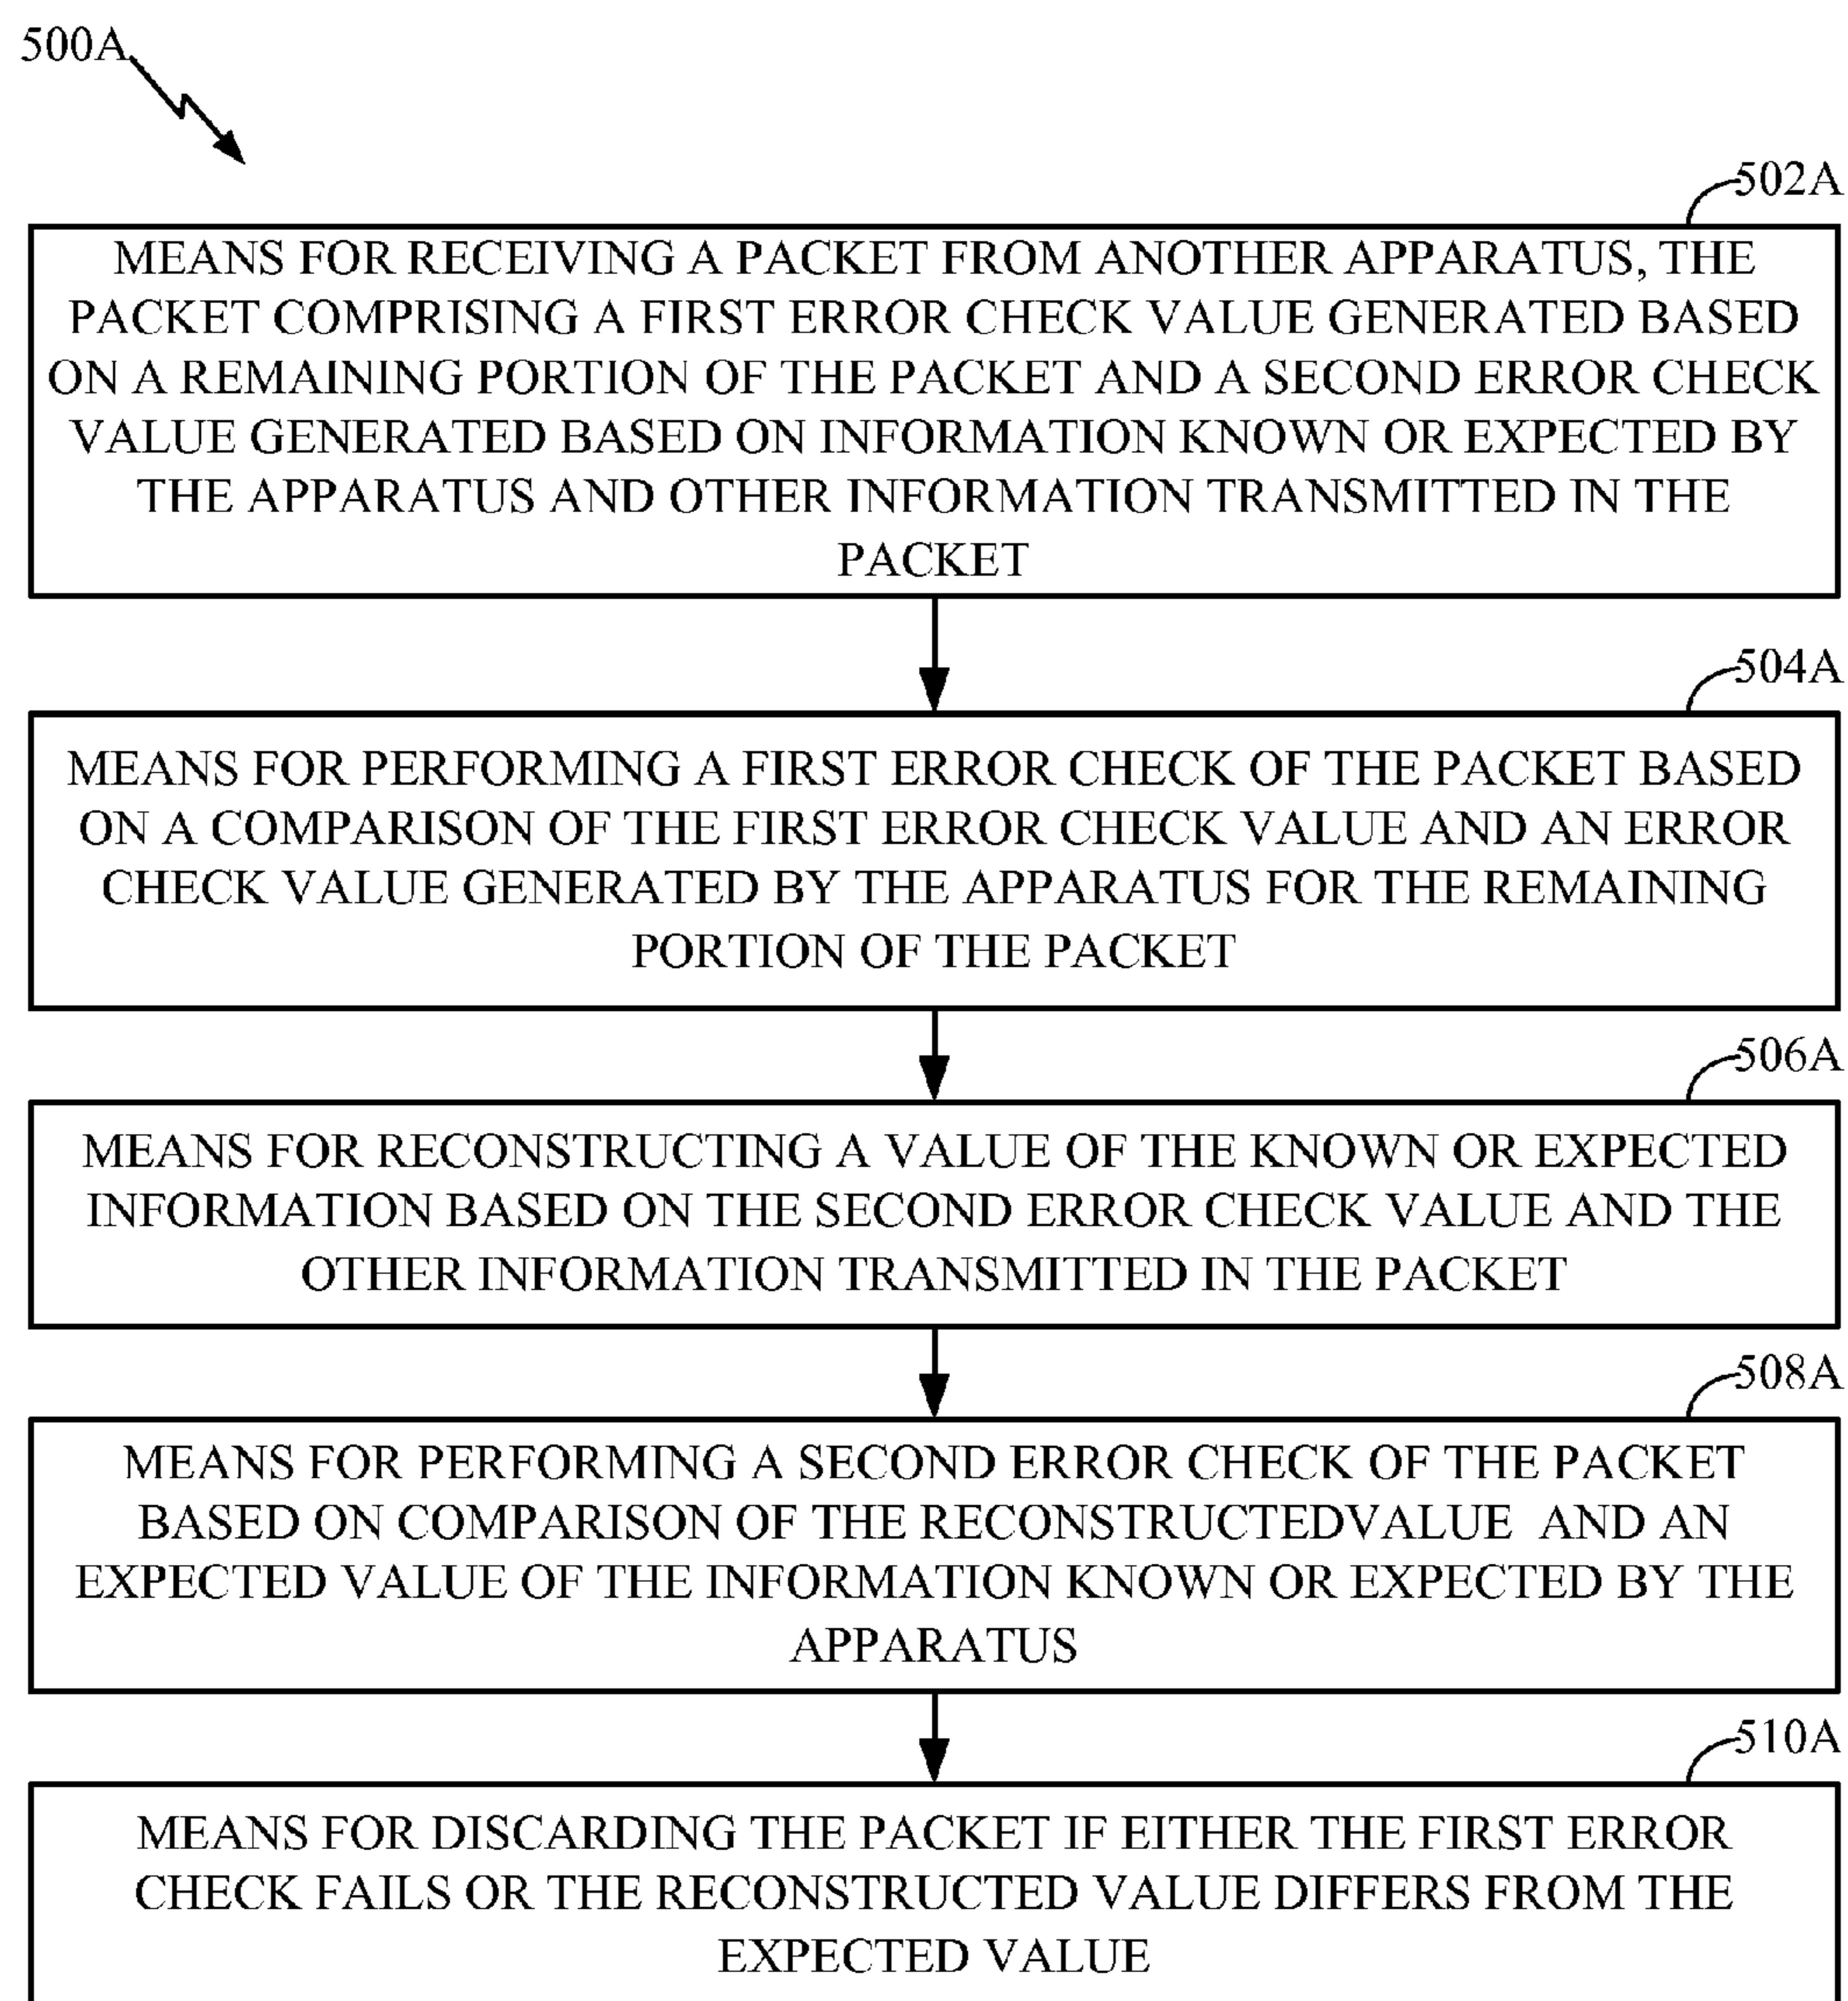 500A
502A
MEANS FOR RECEIVING A PACKET FROM ANOTHER APPARATUS, THE
PACKET COMPRISING A FIRST ERROR CHECK VALUE GENERATED BASED
ON A REMAINING PORTION OF THE PACKET AND A SECOND ERROR CHECK
VALUE GENERATED BASED ON INFORMATION KNOWN OR EXPECTED BY
THE APPARATUS AND OTHER INFORMATION TRANSMITTED IN THE
PACKET
504A
MEANS FOR PERFORMING A FIRST ERROR CHECK OF THE PACKET BASED
ON A COMPARISON OF THE FIRST ERROR CHECK VALUE AND AN ERROR
CHECK VALUE GENERATED BY THE APPARATUS FOR THE REMAINING
PORTION OF THE PACKET
506A
MEANS FOR RECONSTRUCTING A VALUE OF THE KNOWN OR EXPECTED
INFORMATION BASED ON THE SECOND ERROR CHECK VALUE AND THE
OTHER INFORMATION TRANSMITTED IN THE PACKET
508A
MEANS FOR PERFORMING A SECOND ERROR CHECK OF THE PACKET
BASED ON COMPARISON OF THE RECONSTRUCTEDVALUE  AND AN
EXPECTED VALUE OF THE INFORMATION KNOWN OR EXPECTED BY THE
APPARATUS
510A
MEANS FOR DISCARDING THE PACKET IF EITHER THE FIRST ERROR
CHECK FAILS OR THE RECONSTRUCTED VALUE DIFFERS FROM THE
EXPECTED VALUE